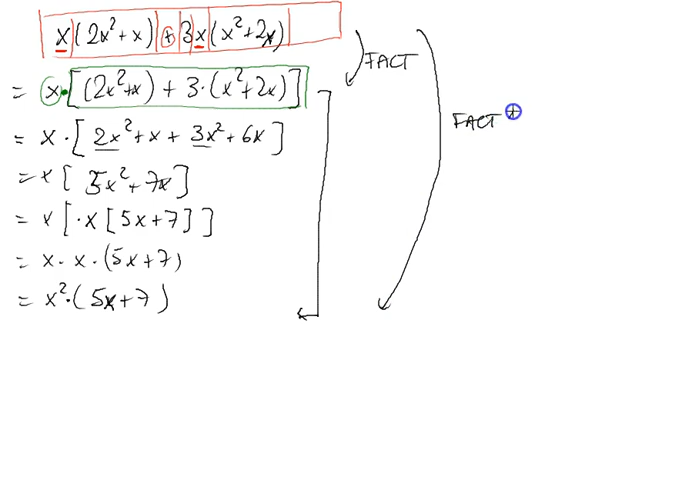 x(2x²+x) + 3x(x²+2x)
= x·[(2x²+x) + 3·(x²+2x)]
FACT
= x·[2x²+x+3x²+6x]
FACT
= x[5x²+7x]
= x[·x[5x+7]]
= x·x·(5x+7)
= x²·(5x+7)